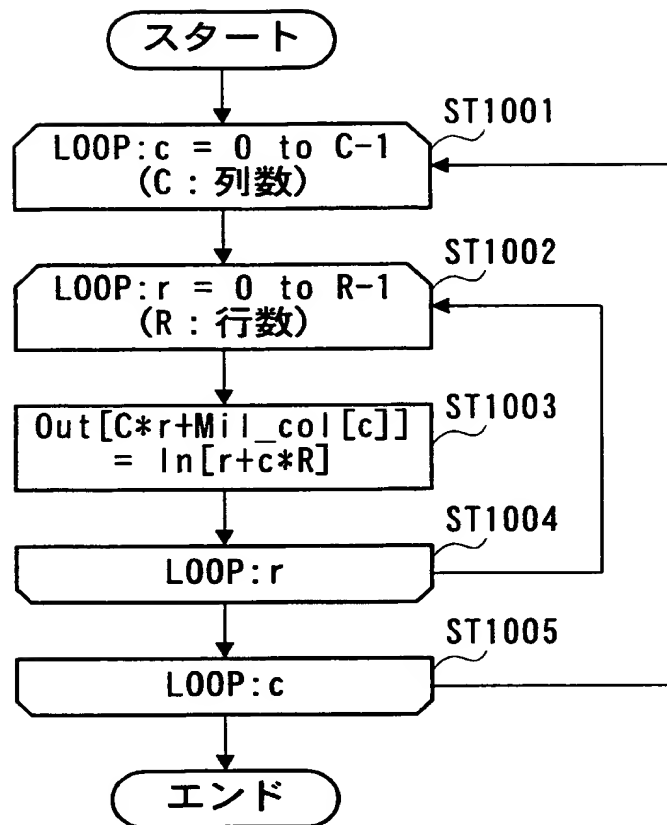 スタート
ST1001
LOOP:c = 0 to C-1
(C : 列数)
ST1002
LOOP:r = 0 to R-1
(R : 行数)
ST1003
Out[C*r+Mil_col[c]]
= In[r+c*R]
ST1004
LOOP:r
ST1005
LOOP:c
エンド